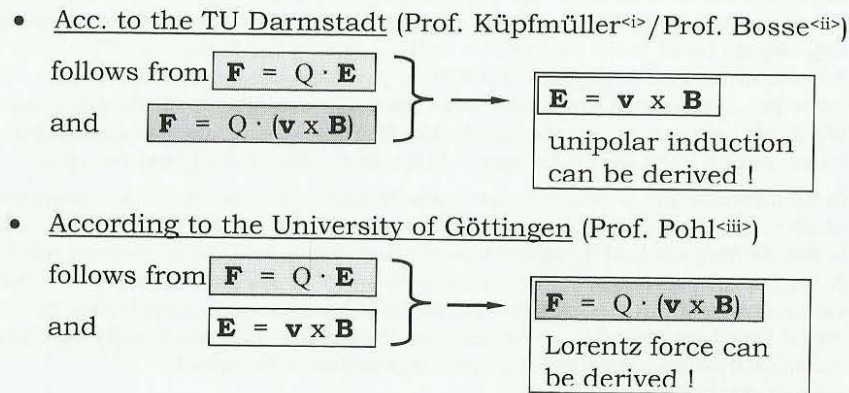 • Acc. to the TU Darmstadt (Prof. Küpfmüller<i>/Prof. Bosse<ii>)
follows from F = Q · E
and F = Q · (v x B)
E = v x B
unipolar induction
can be derived !
• According to the University of Göttingen (Prof. Pohl<iii>)
follows from F = Q · E
and E = v x B
F = Q · (v x B)
Lorentz force can
be derived !